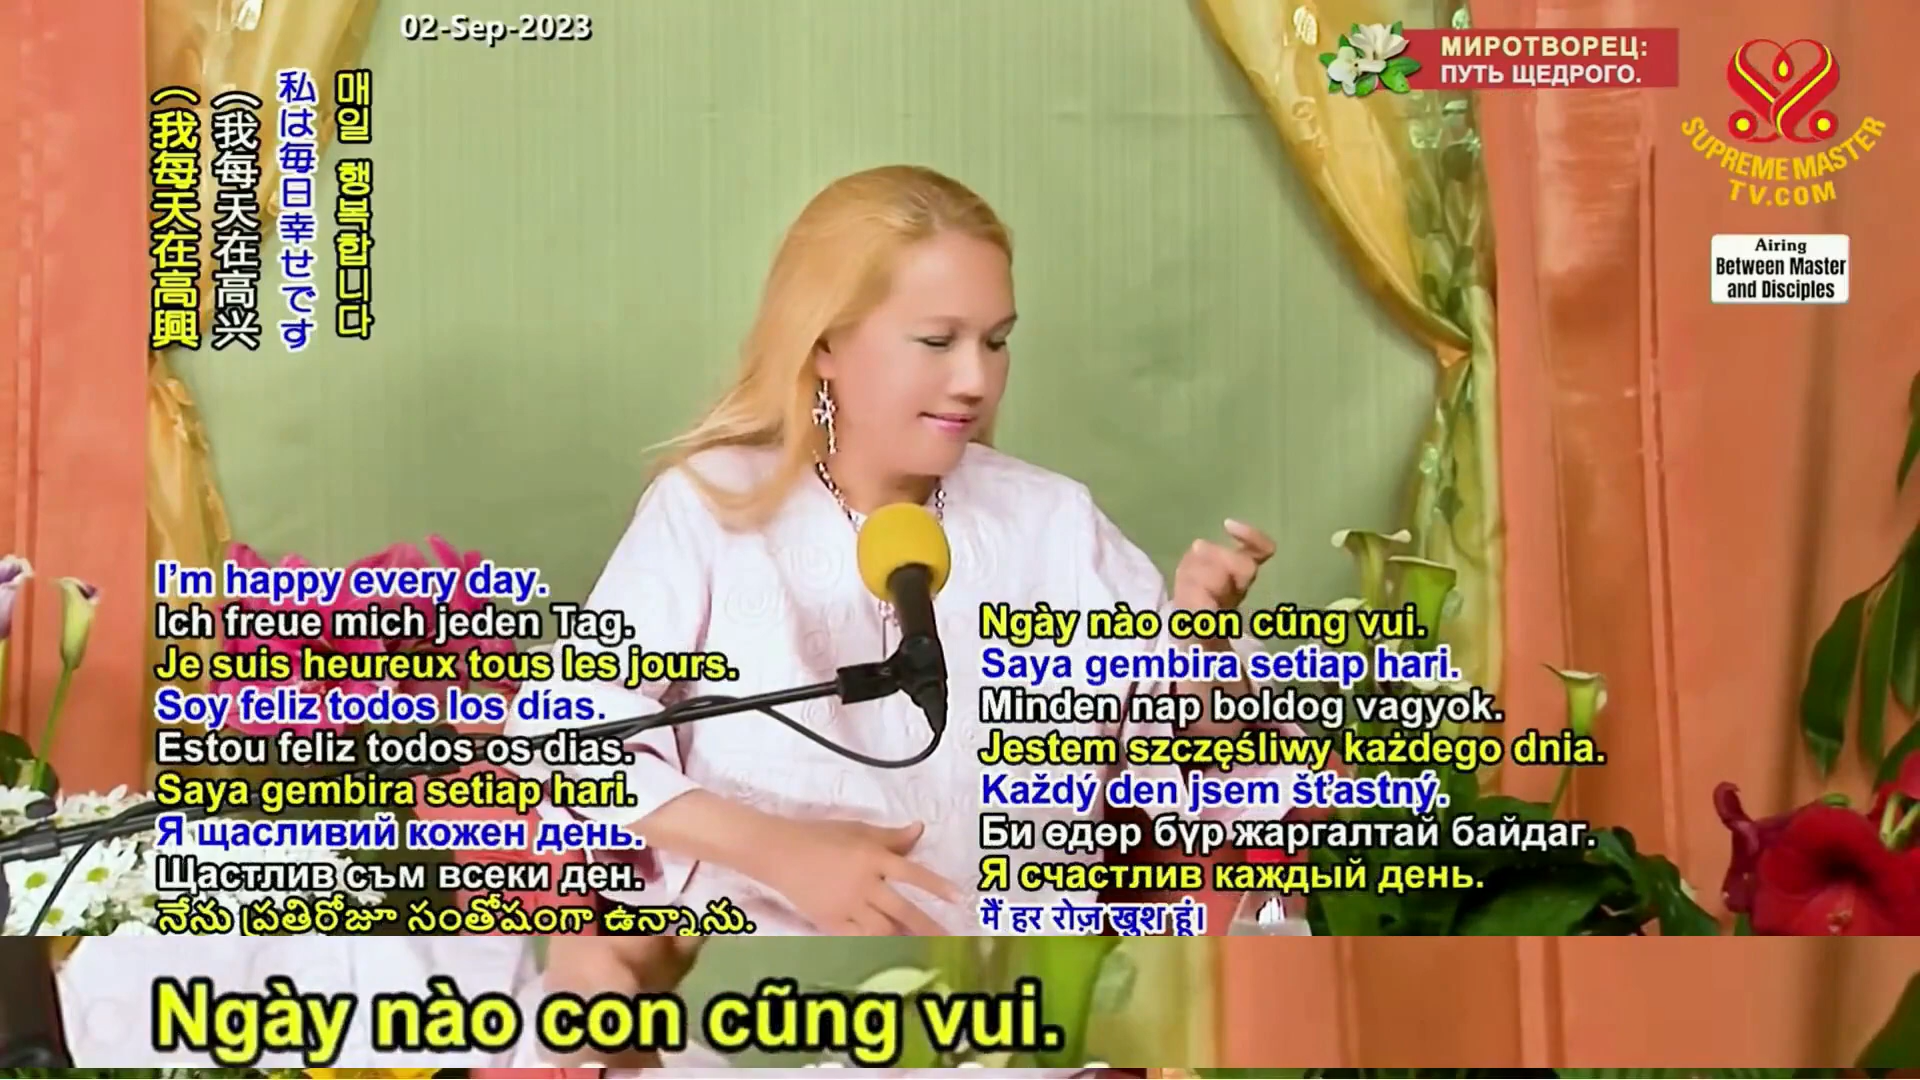 02-Sep-2023
МИРОТВОРЕЦ:
ПУТЬ ЩЕДРОГО.
SUPREME MASTER
TV.COM
Airing
Between Master
and Disciples
매일 행복합니다
私は毎日幸せです
(我每天在高兴
(我每天在高興
I'm happy every day.
Ich freue mich jeden Tag.
Je suis heureux tous les jours.
Soy feliz todos los días.
Estou feliz todos os dias.
Saya gembira setiap hari.
Я щасливий кожен день.
Щастлив съм всеки ден.
నేను ప్రతిరోజూ సంతోషంగా ఉన్నాను.
Ngày nào con cũng vui.
Saya gembira setiap hari.
Minden nap boldog vagyok.
Jestem szczęśliwy każdego dnia.
Každý den jsem šťastný.
Би өдөр бүр жаргалтай байдаг.
Я счастлив каждый день.
मैं हर रोज़ खुश हूं।
Ngày nào con cũng vui.